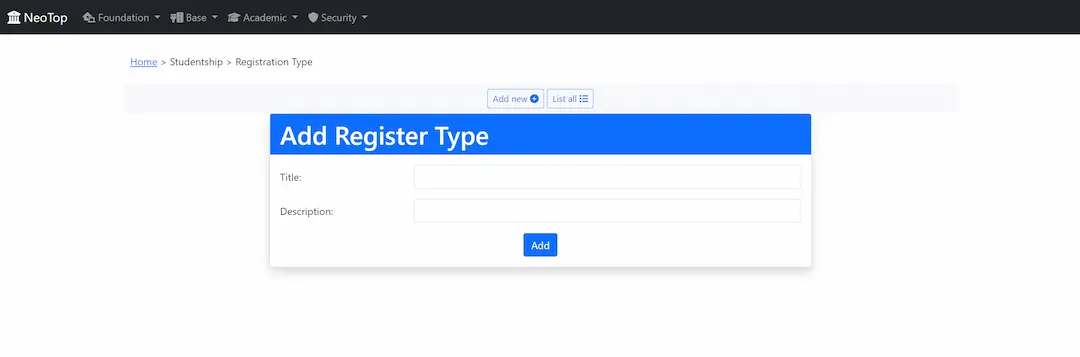 NeoTop Foundation Base Academic Security
Home > Studentship > Registration Type
Add new List all
Add Register Type
Title:
Description:
Add